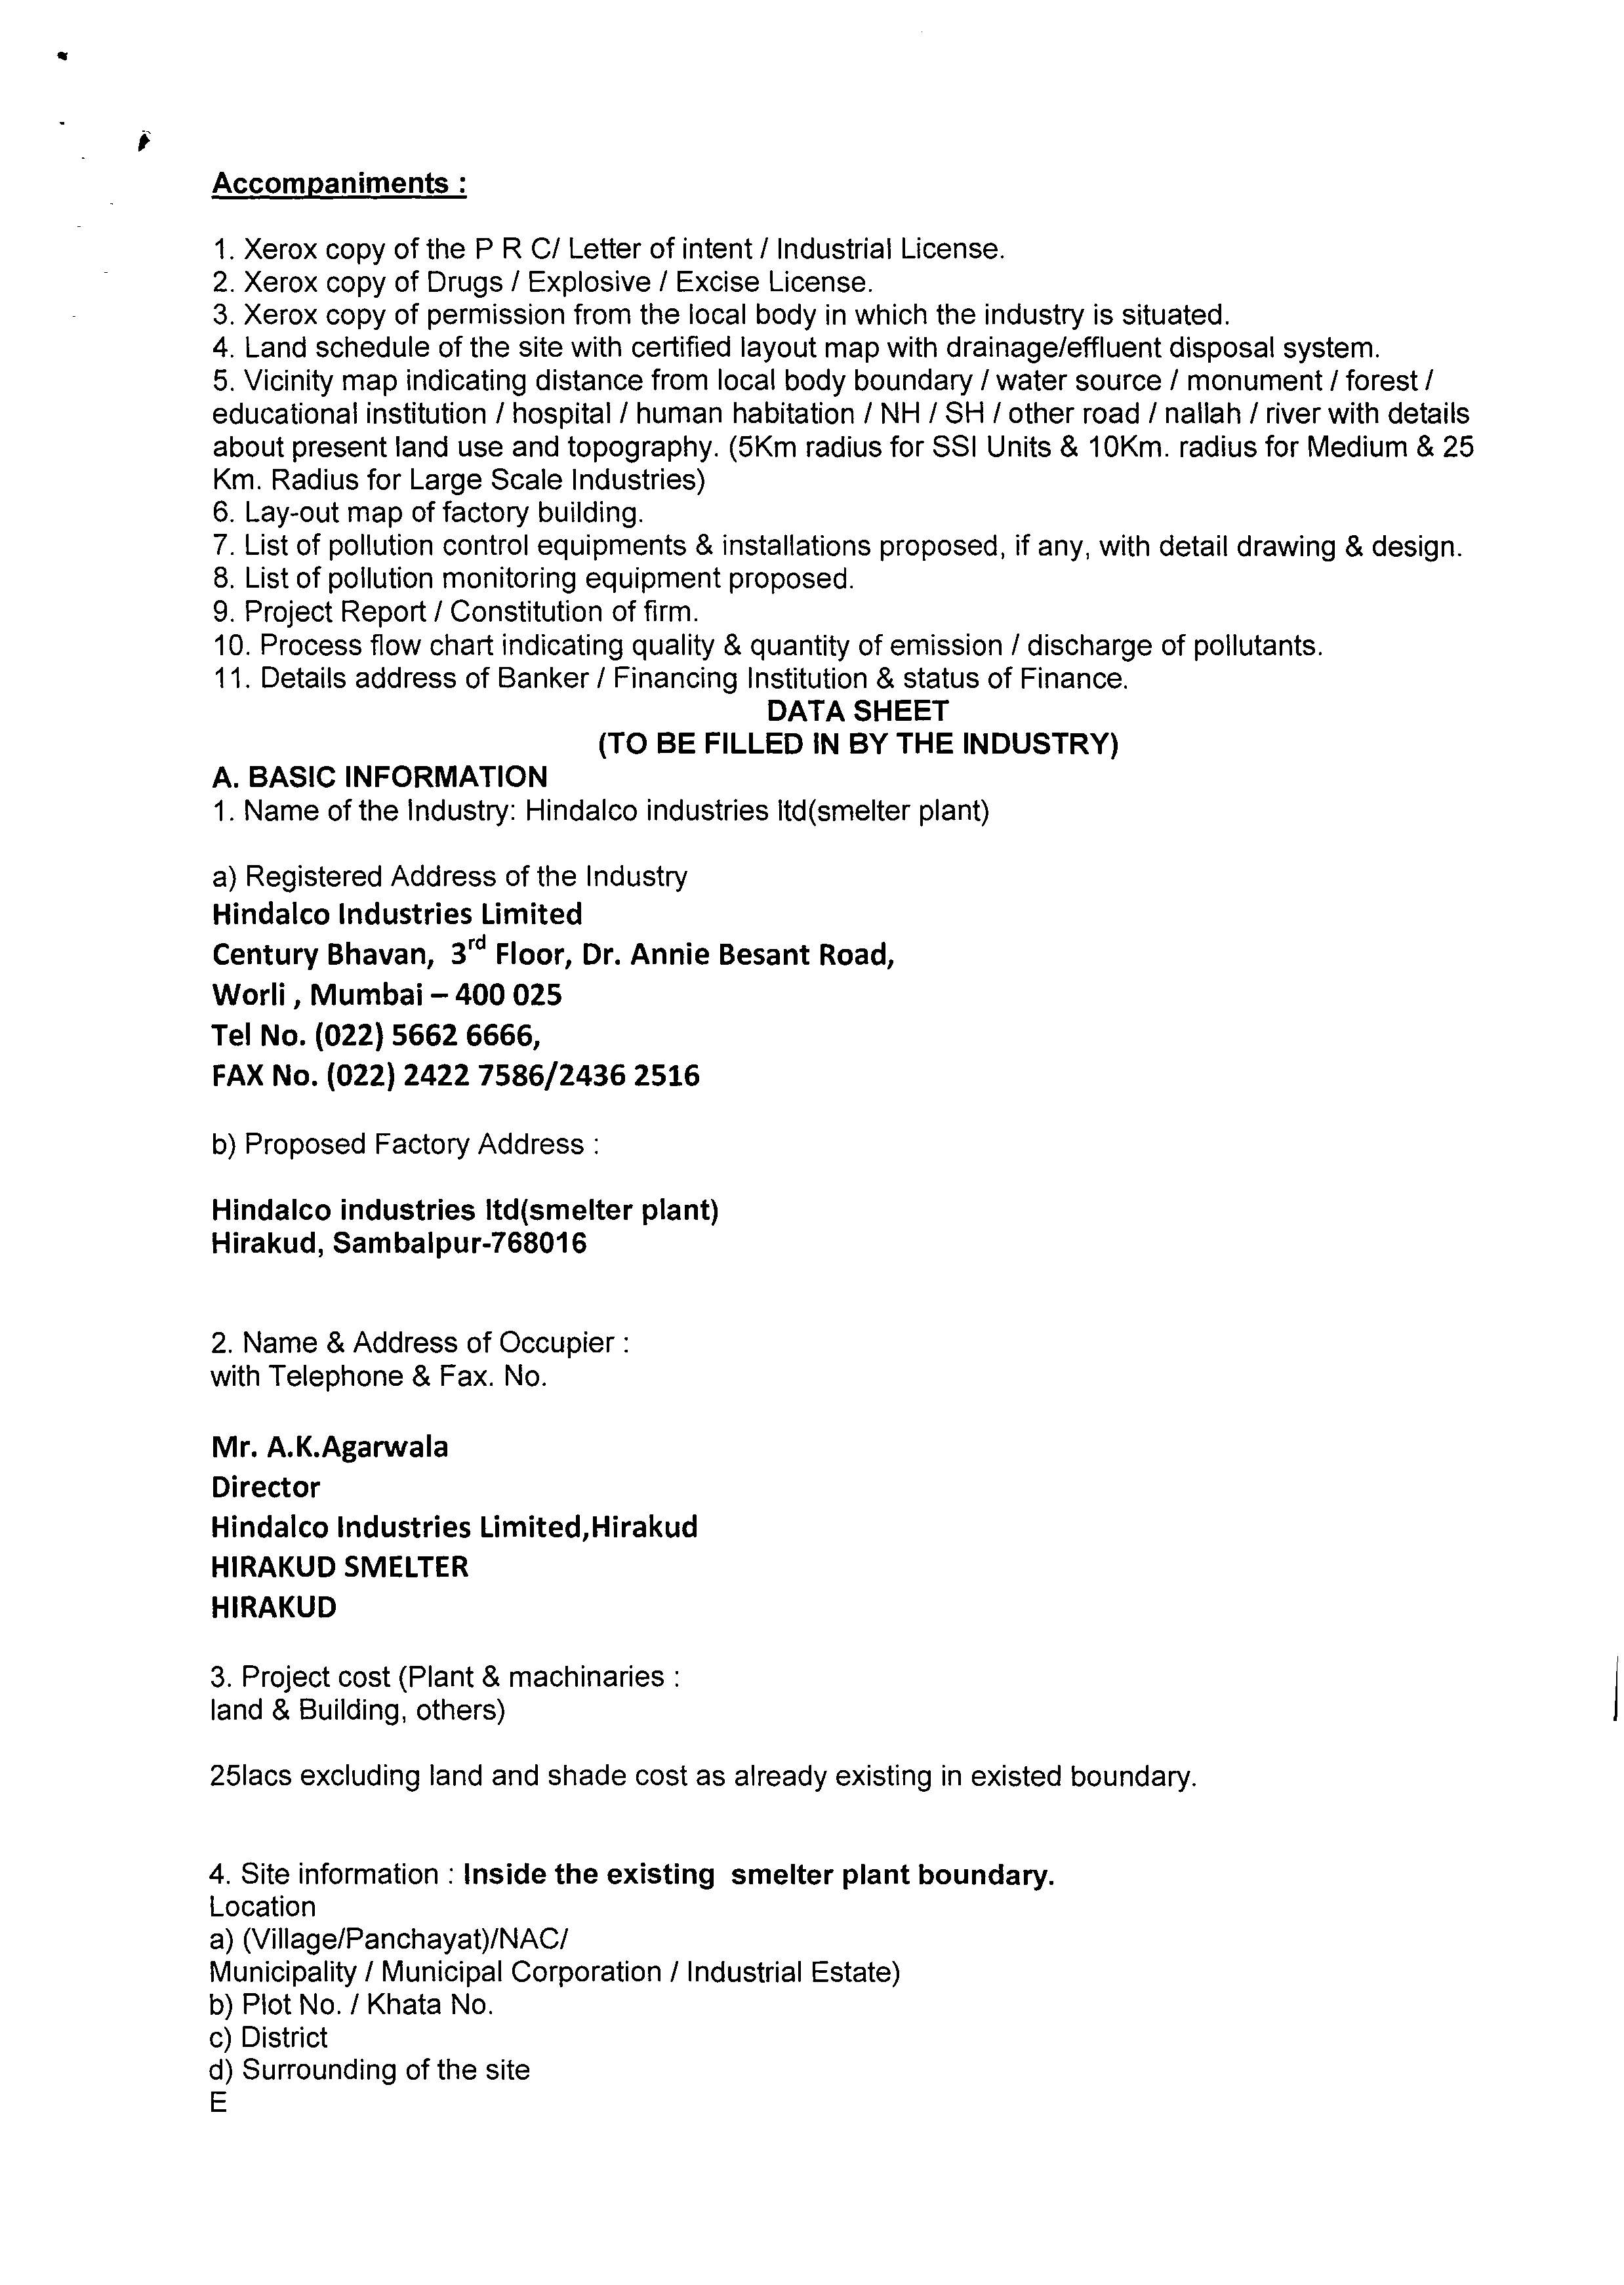 Accompaniments :
1. Xerox copy of the P R C/ Letter of intent / Industrial License.
2. Xerox copy of Drugs / Explosive / Excise License.
3. Xerox copy of permission from the local body in which the industry is situated.
4. Land schedule of the site with certified layout map with drainage/effluent disposal system.
5. Vicinity map indicating distance from local body boundary / water source / monument / forest /
educational institution / hospital / human habitation / NH / SH / other road / nallah / river with details
about present land use and topography. (5Km radius for SSI Units & 10Km. radius for Medium & 25
Km. Radius for Large Scale Industries)
6. Lay-out map of factory building.
7. List of pollution control equipments & installations proposed, if any, with detail drawing & design.
8. List of pollution monitoring equipment proposed.
9. Project Report / Constitution of firm.
10. Process flow chart indicating quality & quantity of emission / discharge of pollutants.
11. Details address of Banker / Financing Institution & status of Finance.
DATA SHEET
(TO BE FILLED IN BY THE INDUSTRY)
A. BASIC INFORMATION
1. Name of the Industry: Hindalco industries ltd(smelter plant)
a) Registered Address of the Industry
Hindalco Industries Limited
Century Bhavan, 3rd Floor, Dr. Annie Besant Road,
Worli , Mumbai – 400 025
Tel No. (022) 5662 6666,
FAX No. (022) 2422 7586/2436 2516
b) Proposed Factory Address :
Hindalco industries ltd(smelter plant)
Hirakud, Sambalpur-768016
2. Name & Address of Occupier :
with Telephone & Fax. No.
Mr. A.K.Agarwala
Director
Hindalco Industries Limited,Hirakud
HIRAKUD SMELTER
HIRAKUD
3. Project cost (Plant & machinaries :
land & Building, others)
25lacs excluding land and shade cost as already existing in existed boundary.
4. Site information : Inside the existing smelter plant boundary.
Location
a) (Village/Panchayat)/NAC/
Municipality / Municipal Corporation / Industrial Estate)
b) Plot No. / Khata No.
c) District
d) Surrounding of the site
E